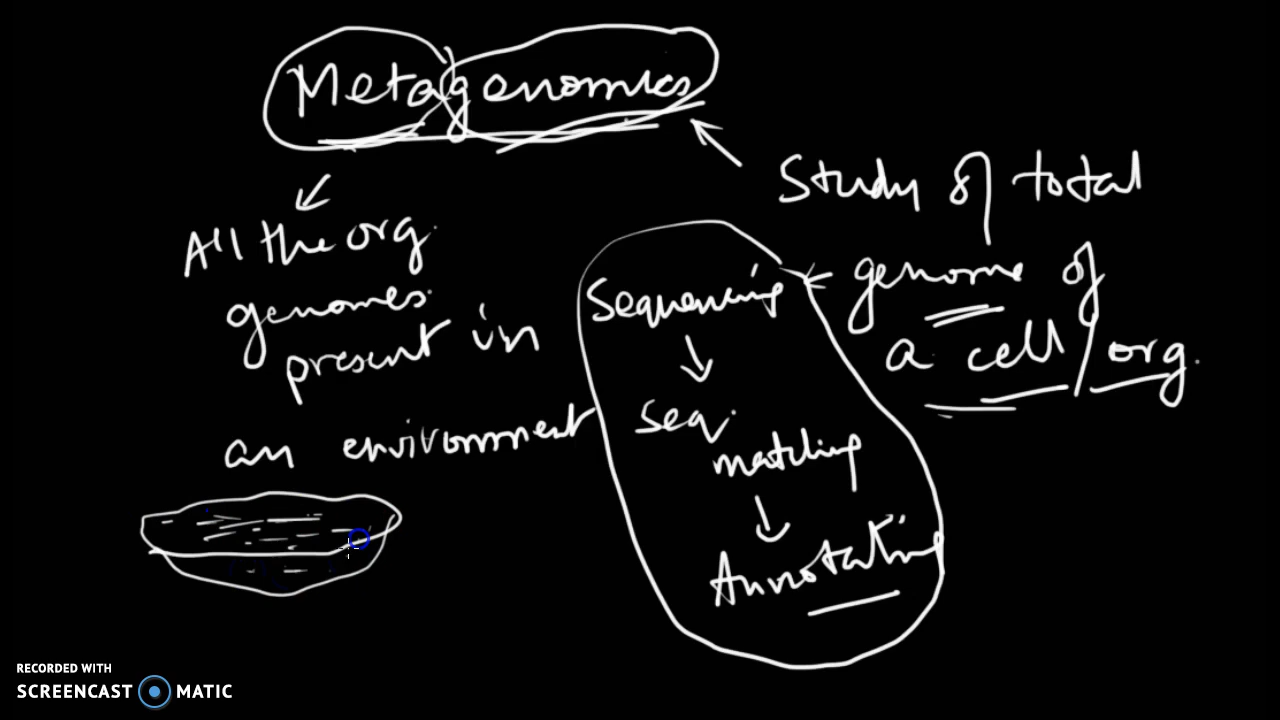 Metagenomics
Study of total
genome of
a cell/org.
All the org.
genomes
present in
an environment
Sequencing
Seq.
matching
Annotating
RECORDED WITH
SCREENCAST MATIC